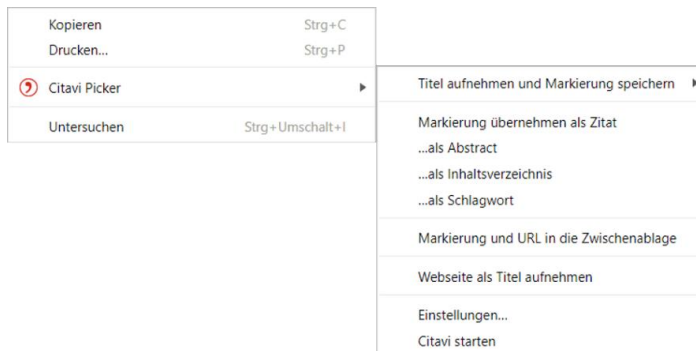 Kopieren Strg+C
Drucken... Strg+P
Citavi Picker
Untersuchen Strg+Umschalt+I
Titel aufnehmen und Markierung speichern
Markierung übernehmen als Zitat
...als Abstract
...als Inhaltsverzeichnis
...als Schlagwort
Markierung und URL in die Zwischenablage
Webseite als Titel aufnehmen
Einstellungen...
Citavi starten